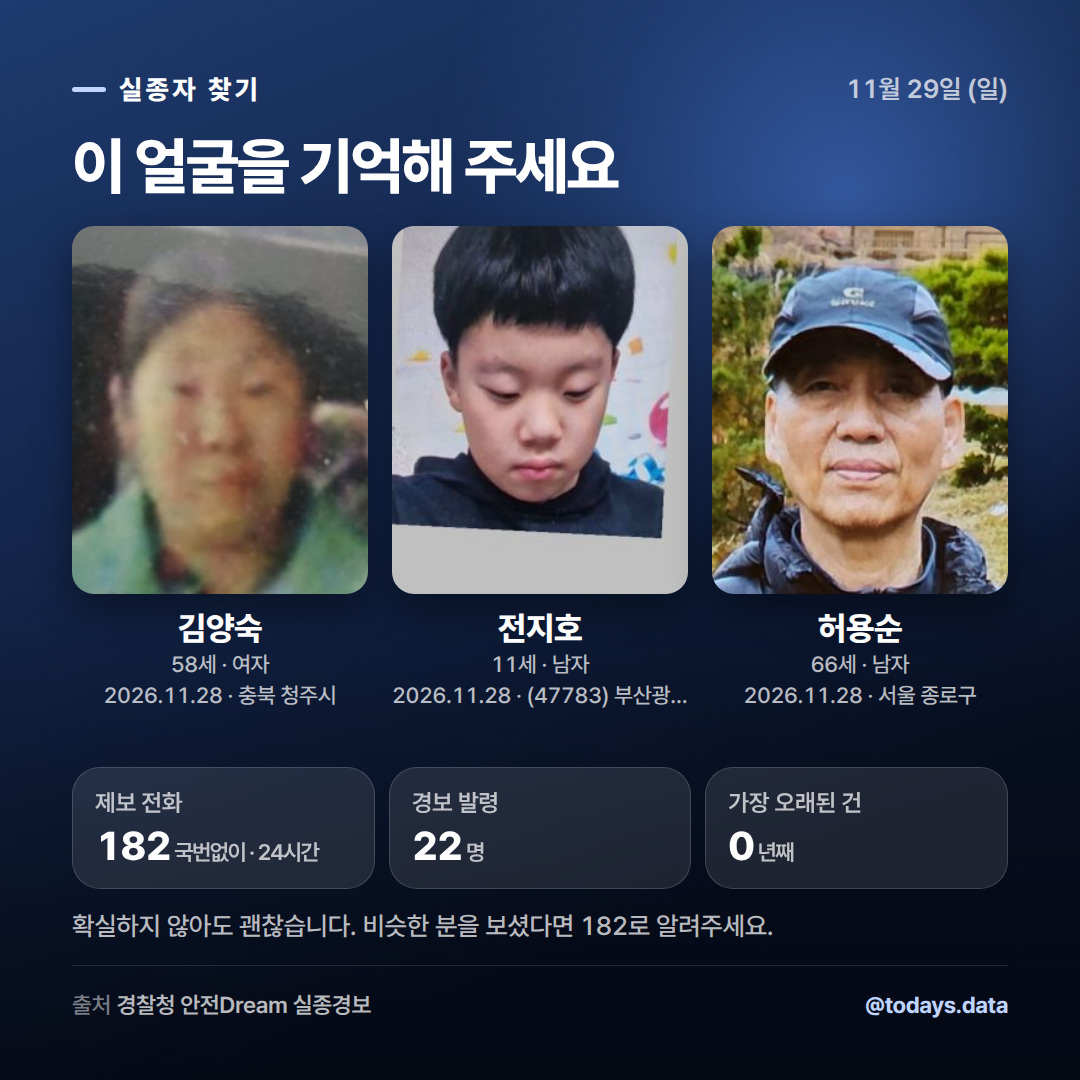 실종자 찾기
11월 29일 (일)
이 얼굴을 기억해 주세요
김양숙
58세 · 여자
2026.11.28 · 충북 청주시
전지호
11세 · 남자
2026.11.28 · (47783) 부산광...
허용순
66세 · 남자
2026.11.28 · 서울 종로구
제보 전화
182 국번없이 · 24시간
경보 발령
22 명
가장 오래된 건
0 년째
확실하지 않아도 괜찮습니다. 비슷한 분을 보셨다면 182로 알려주세요.
출처 경찰청 안전Dream 실종경보
@todays.data